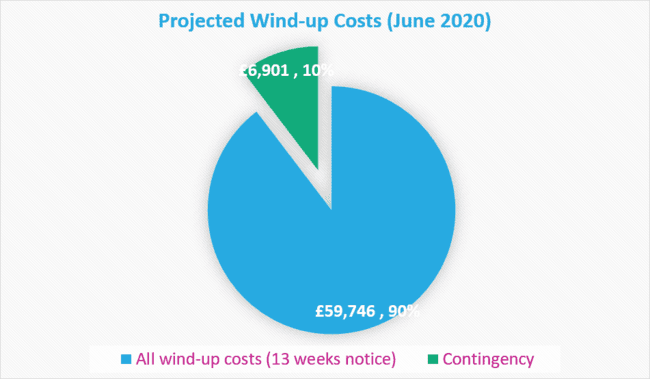 Projected Wind-up Costs (June 2020)
£6,901 , 10%
£59,746 , 90%
All wind-up costs (13 weeks notice)
Contingency